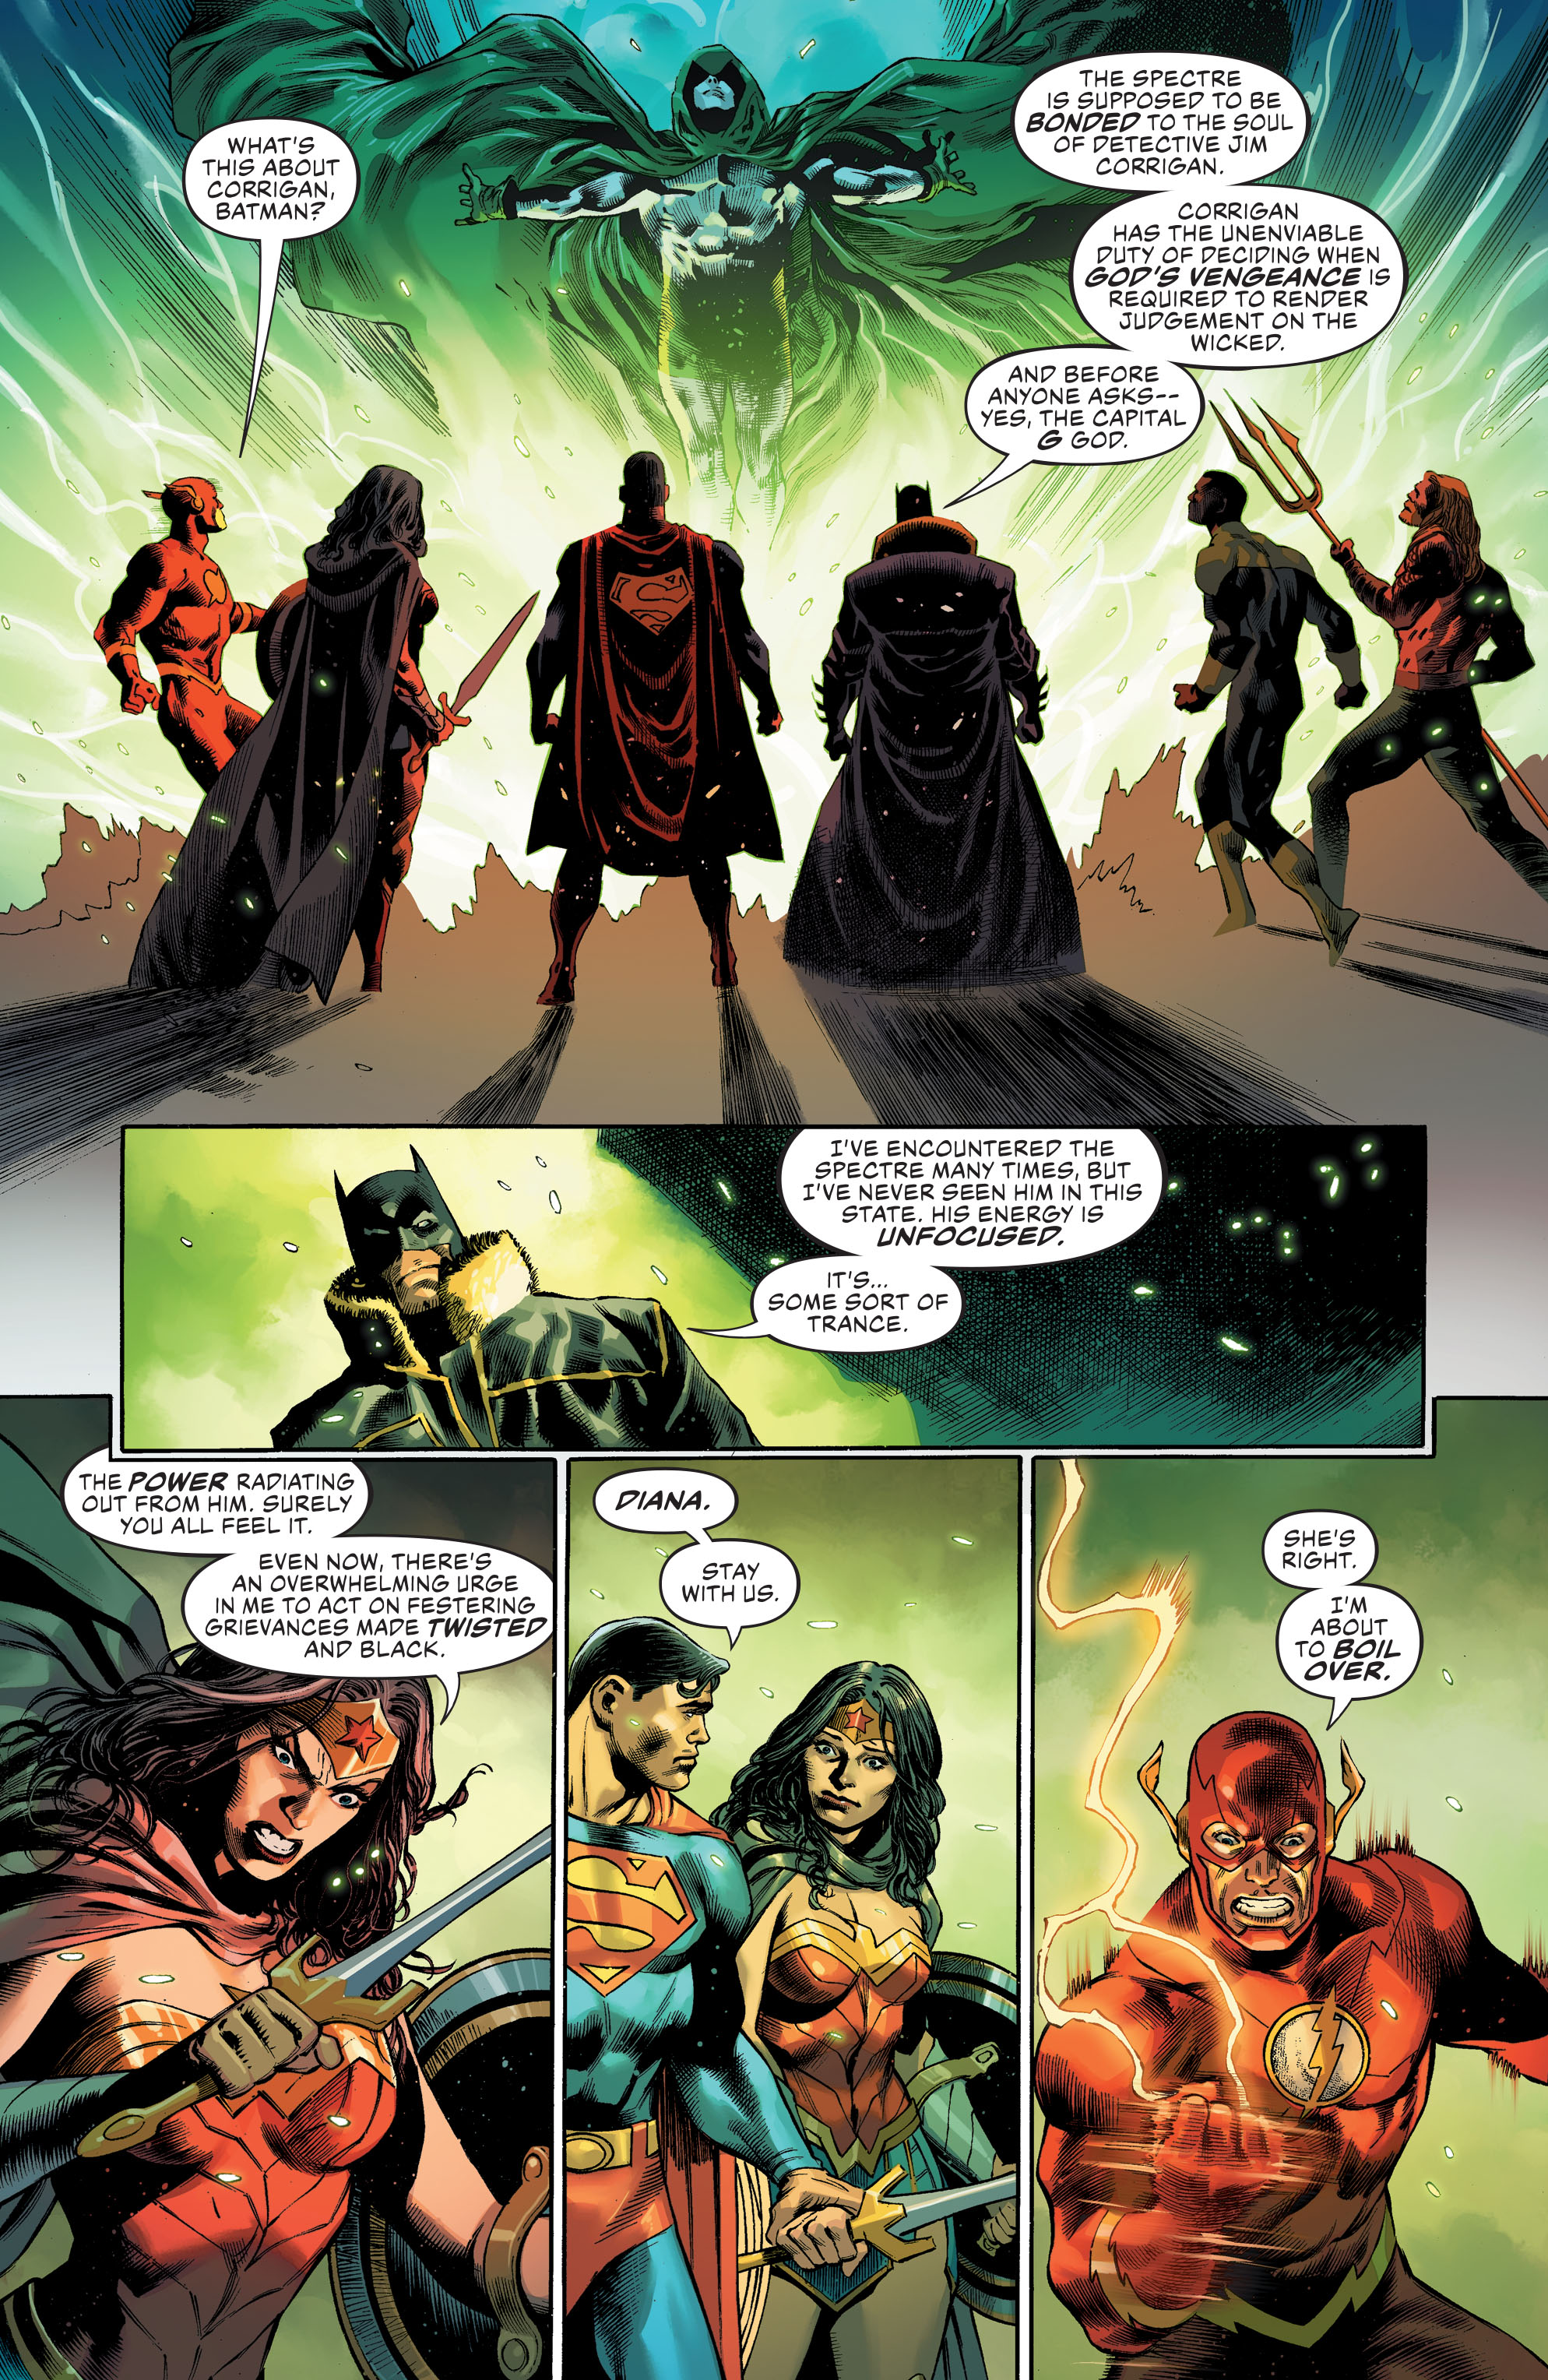 WHAT'S
THIS ABOUT
CORRIGAN,
BATMAN?
THE SPECTRE
IS SUPPOSED TO BE
BONDED TO THE SOUL
OF DETECTIVE JIM
CORRIGAN.
CORRIGAN
HAS THE UNENVIABLE
DUTY OF DECIDING WHEN
GOD'S VENGEANCE IS
REQUIRED TO RENDER
JUDGEMENT ON THE
WICKED.
AND BEFORE
ANYONE ASKS--
YES, THE CAPITAL
G GOD.
I'VE ENCOUNTERED THE
SPECTRE MANY TIMES, BUT
I'VE NEVER SEEN HIM IN THIS
STATE. HIS ENERGY IS
UNFOCUSED.
IT'S...
SOME SORT OF
TRANCE.
THE POWER RADIATING
OUT FROM HIM. SURELY
YOU ALL FEEL IT.
EVEN NOW, THERE'S
AN OVERWHELMING URGE
IN ME TO ACT ON FESTERING
GRIEVANCES MADE TWISTED
AND BLACK.
DIANA.
STAY
WITH US.
SHE'S
RIGHT.
I'M
ABOUT
TO BOIL
OVER.